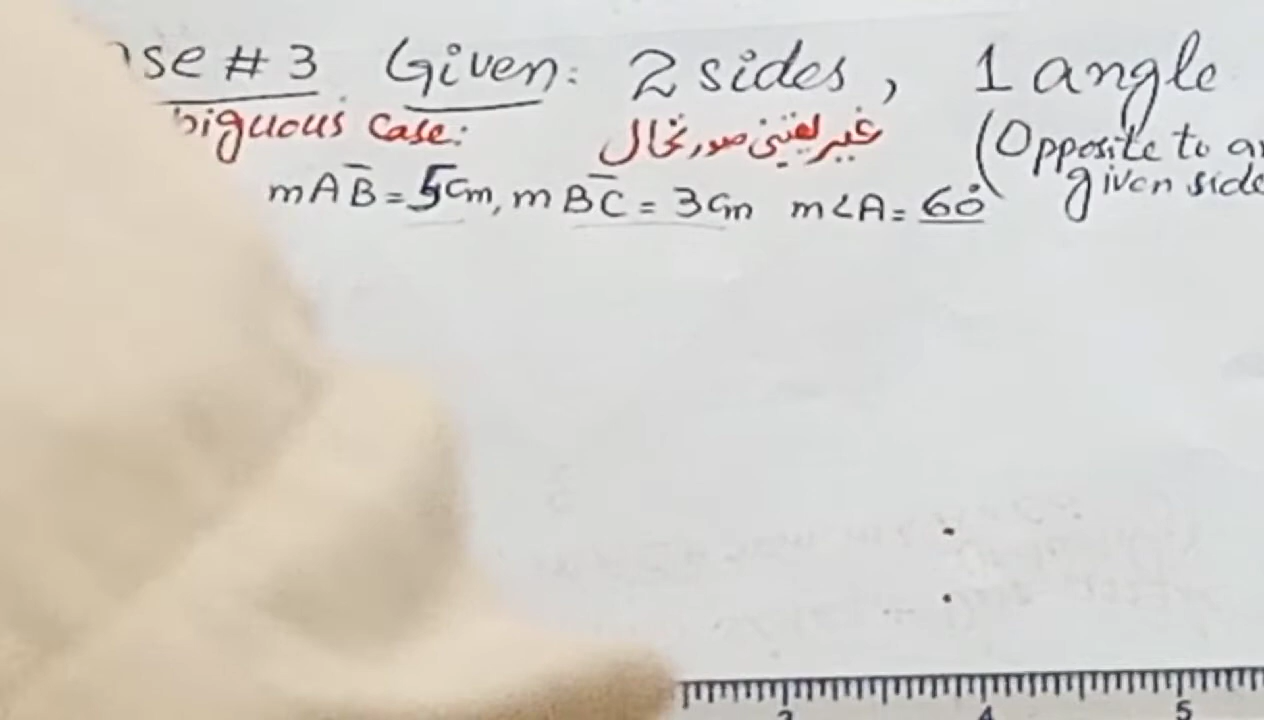 se # 3 Given: 2 sides, 1 angle
biguous Case: غیر یقینی صورتحال (Opposite to
given side
mAB = 5cm, mBC = 3cm m∠A = 60°
4 5